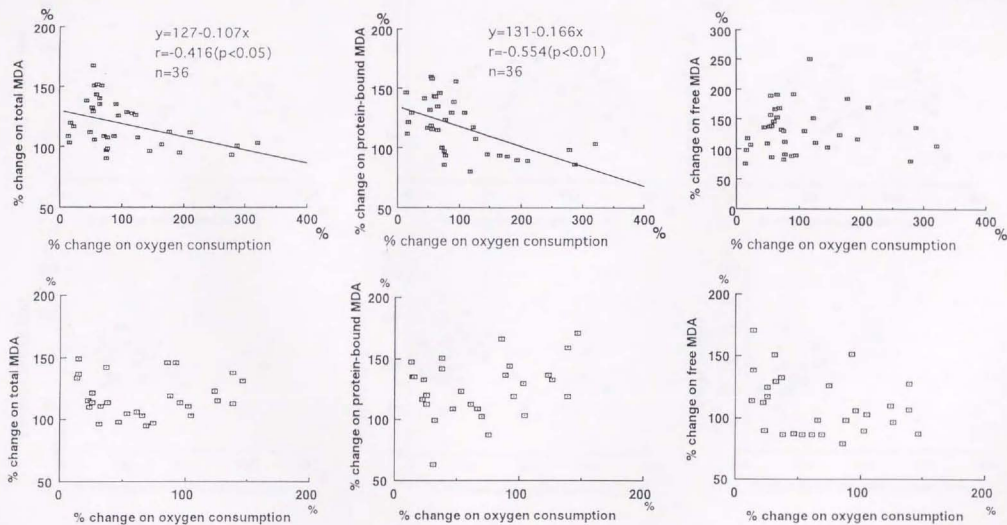 %
200
150
100
50
0 100 200 300 400
%
% change on total MDA
% change on oxygen consumption
y=127-0.107x
r=-0.416(p<0.05)
n=36
%
200
150
100
50
0 100 200 300 400
%
% change on protein-bound MDA
% change on oxygen consumption
y=131-0.166x
r=-0.554(p<0.01)
n=36
%
300
250
200
150
100
50
0
0 100 200 300 400
%
% change on free MDA
% change on oxygen consumption
%
200
150
100
50
0 100 200
%
% change on total MDA
% change on oxygen consumption
%
200
150
100
50
0 100 200
%
% change on protein-bound MDA
% change on oxygen consumption
%
200
150
100
50
0 100 200
%
% change on free MDA
% change on oxygen consumption